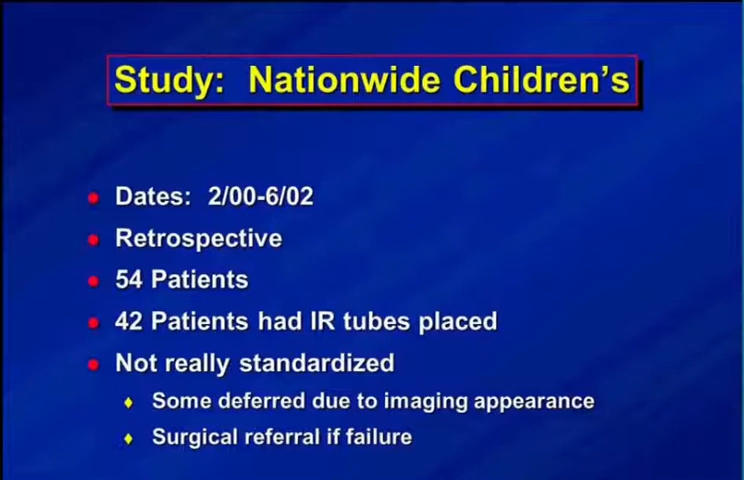 Study: Nationwide Children's
Dates: 2/00-6/02
Retrospective
54 Patients
42 Patients had IR tubes placed
Not really standardized
Some deferred due to imaging appearance
Surgical referral if failure